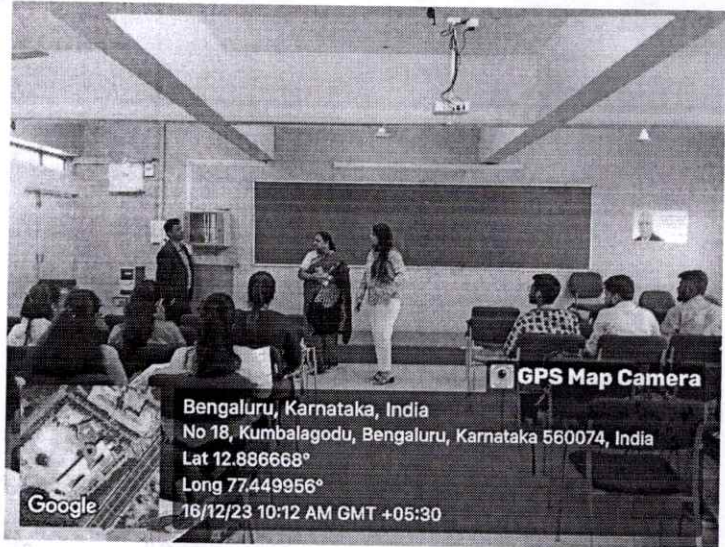 GPS Map Camera
Bengaluru, Karnataka, India
No 18, Kumbalagodu, Bengaluru, Karnataka 560074, India
Lat 12.886668°
Long 77.449956°
16/12/23 10:12 AM GMT +05:30
Google